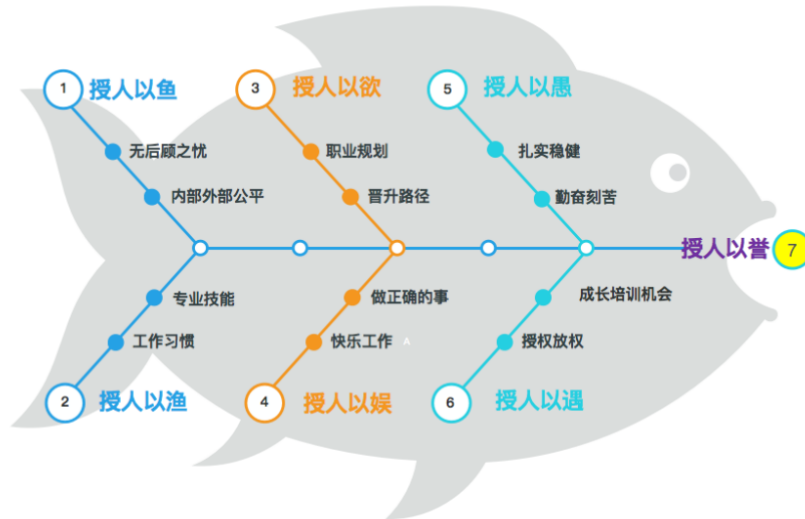 1 授人以鱼
无后顾之忧
内部外部公平
2 授人以渔
专业技能
工作习惯
3 授人以欲
职业规划
晋升路径
4 授人以娱
做正确的事
快乐工作
A
5 授人以愚
扎实稳健
勤奋刻苦
6 授人以遇
成长培训机会
授权放权
授人以誉 7